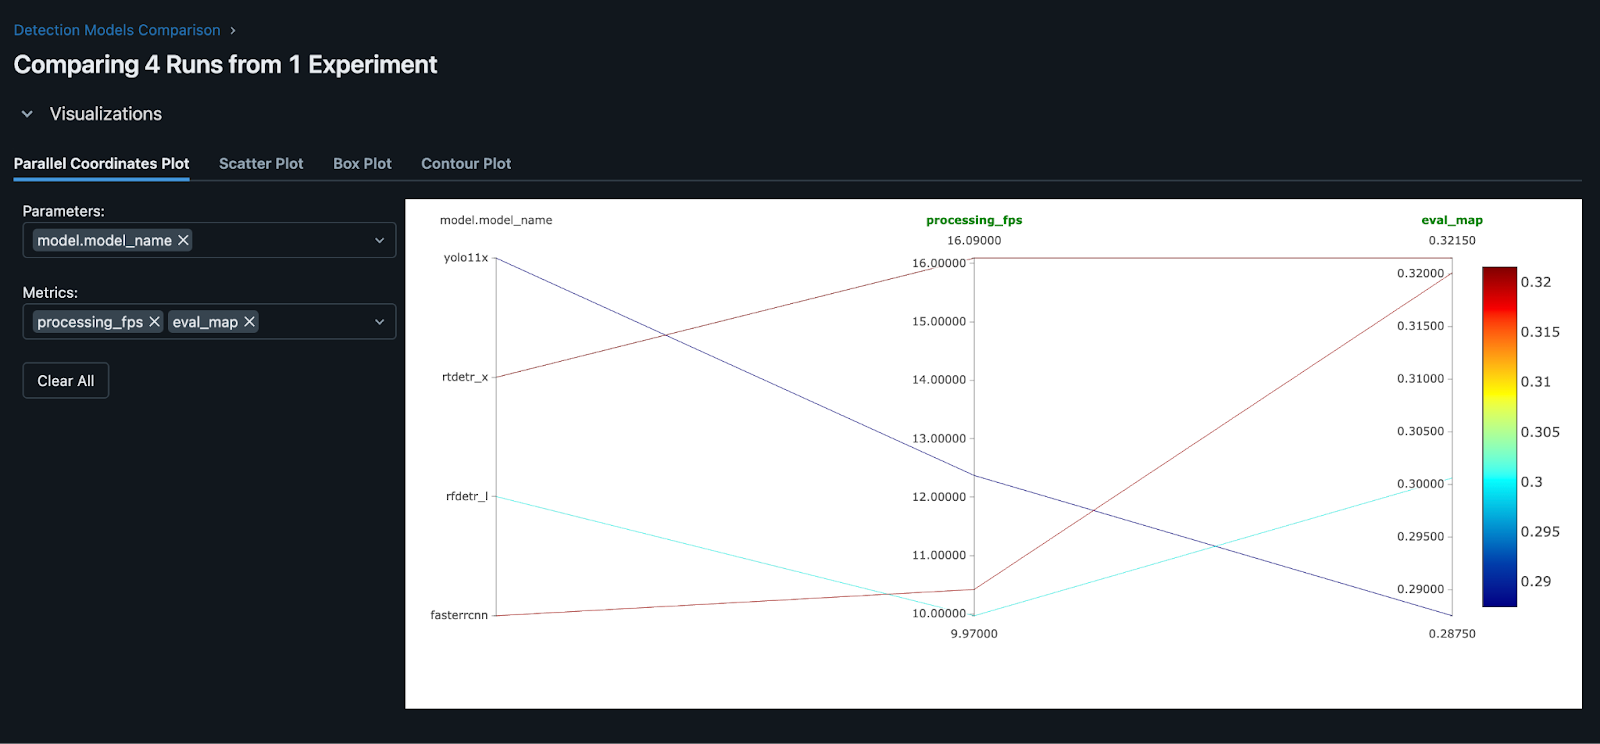 Detection Models Comparison >
Comparing 4 Runs from 1 Experiment
Visualizations
Parallel Coordinates Plot Scatter Plot Box Plot Contour Plot
Parameters:
model.model_name ✕
Metrics:
processing_fps ✕ eval_map ✕
Clear All
model.model_name
yolo11x
rtdetr_x
rfdetr_l
fasterrcnn
processing_fps
16.09000
16.00000
15.00000
14.00000
13.00000
12.00000
11.00000
10.00000
9.97000
eval_map
0.32150
0.32000
0.31500
0.31000
0.30500
0.30000
0.29500
0.29000
0.28750
0.32
0.315
0.31
0.305
0.3
0.295
0.29